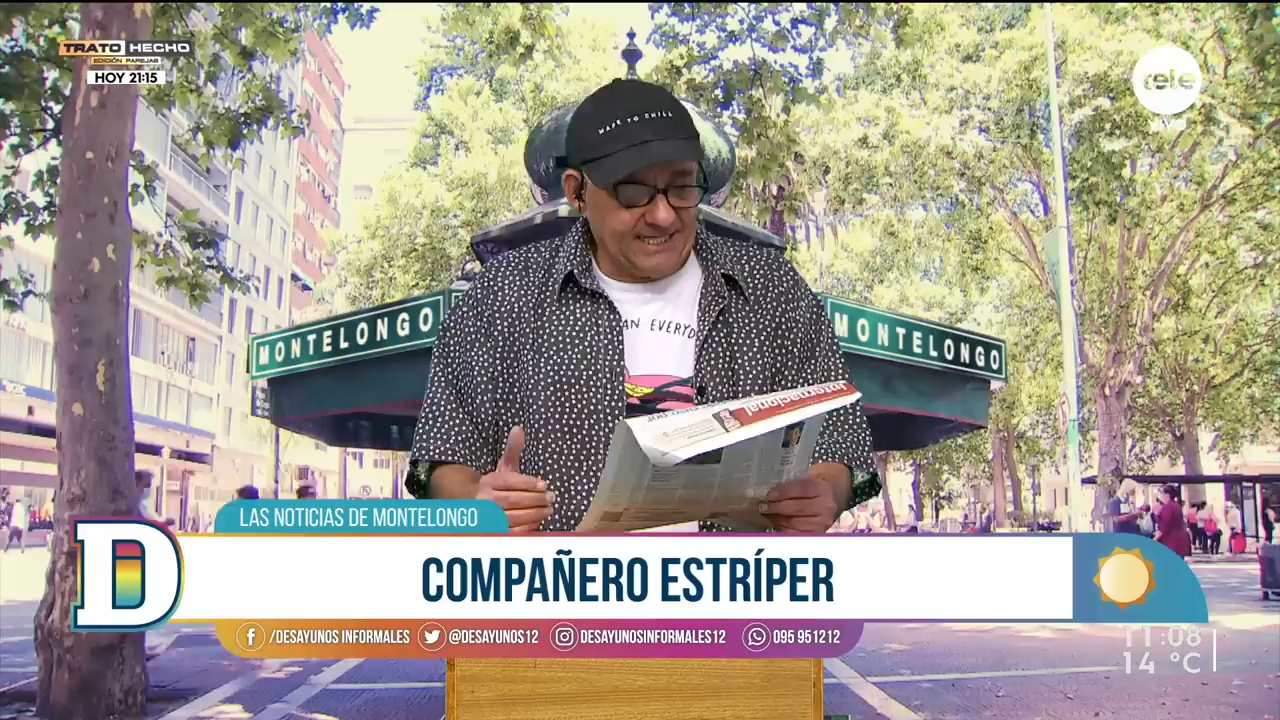 TRATO HECHO
EDICIÓN PAREJAS
HOY 21:15
tele
MADE TO CHILL
AN EVERYD
MONTELONGO
MONTELONGO
internacional
LAS NOTICIAS DE MONTELONGO
D
COMPAÑERO ESTRÍPER
/DESAYUNOS INFORMALES
@DESAYUNOS12
DESAYUNOSINFORMALES12
095 951212
11:08
14 °C